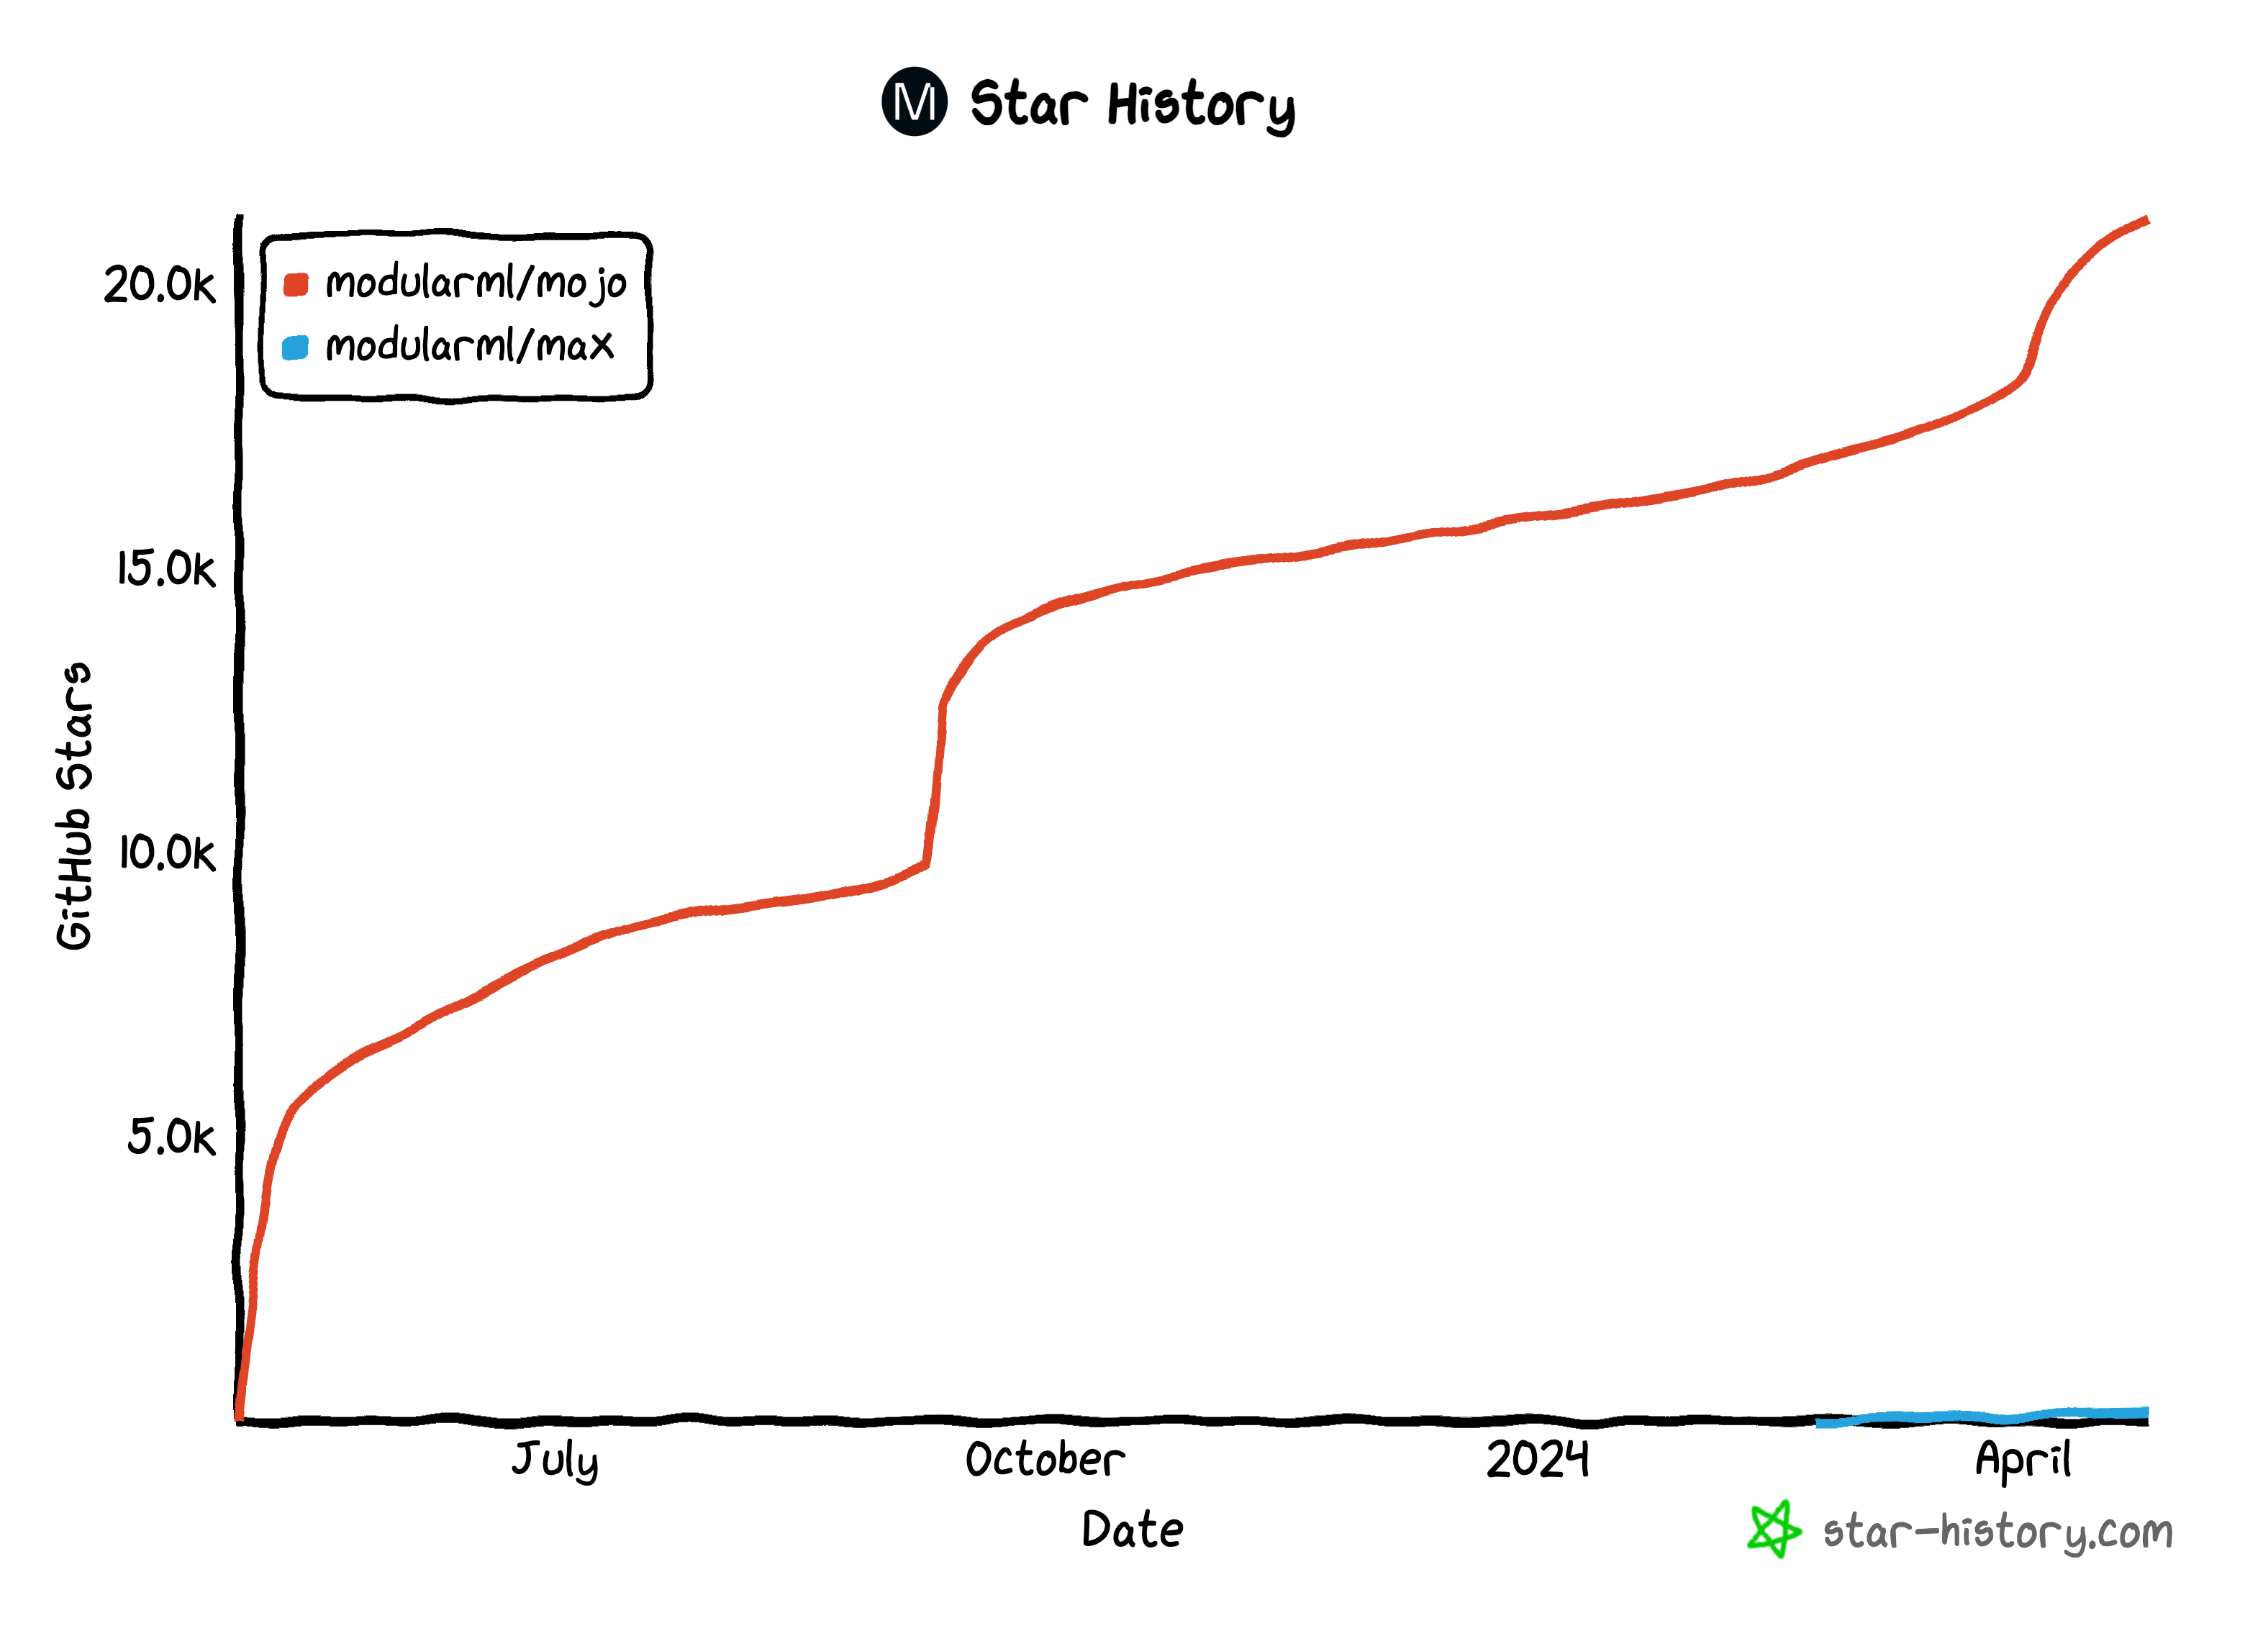 M Star History
modularml/mojo
modularml/max
20.0k
15.0k
10.0k
5.0k
GitHub Stars
July October 2024 April
Date
star-history.com